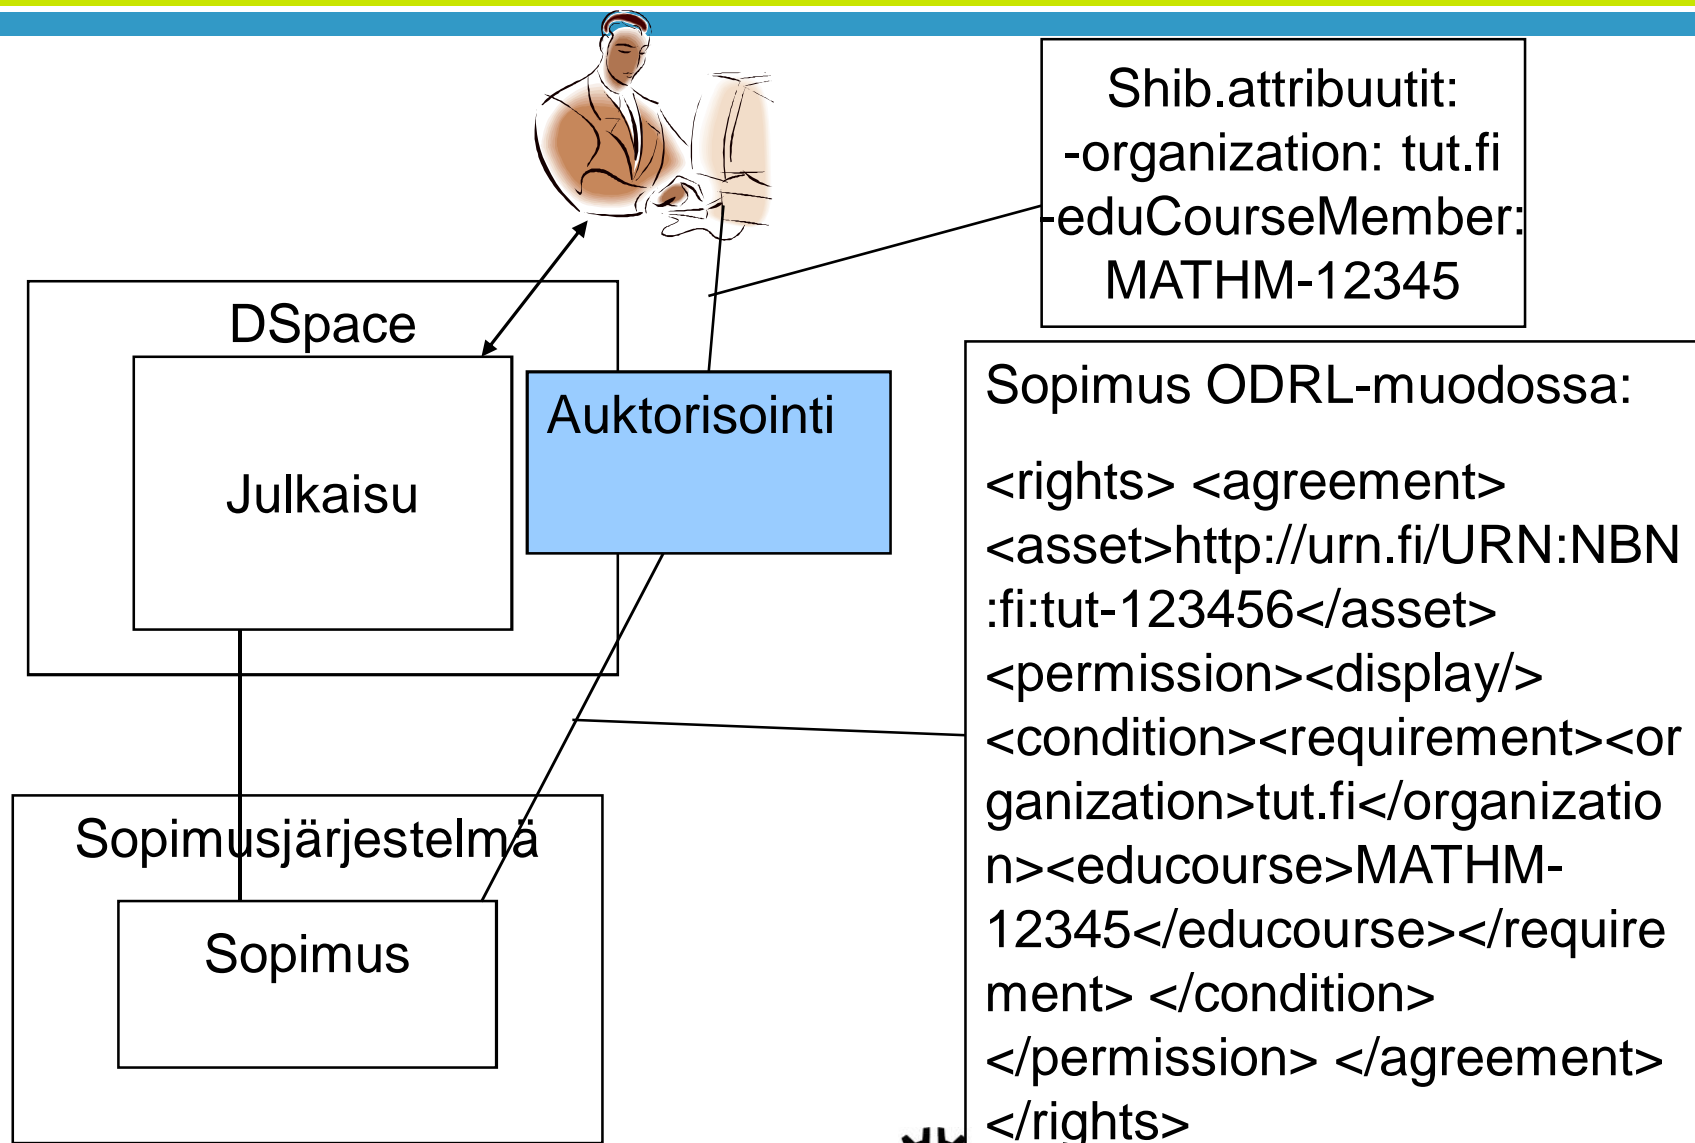 Shib.attribuutit:
-organization: tut.fi
-eduCourseMember:
MATHM-12345
DSpace
Julkaisu
Auktorisointi
Sopimusjärjestelmä
Sopimus
Sopimus ODRL-muodossa:
<rights> <agreement>
<asset>http://urn.fi/URN:NBN
:fi:tut-123456</asset>
<permission><display/>
<condition><requirement><or
ganization>tut.fi</organizatio
n><educourse>MATHM-
12345</educourse></require
ment> </condition>
</permission> </agreement>
</rights>